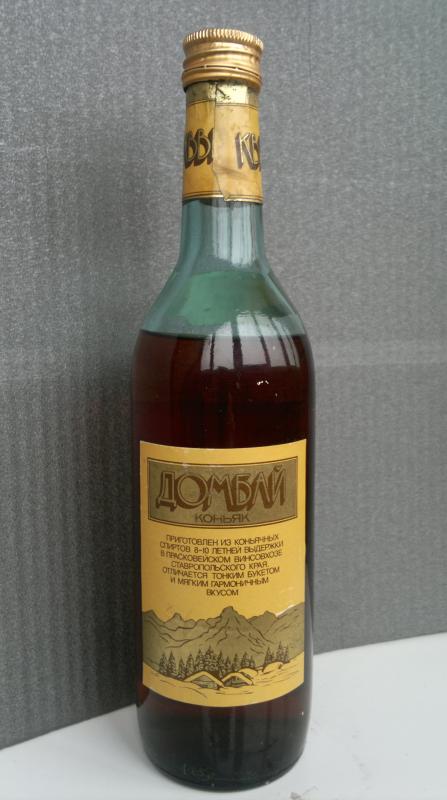 КВ
ДОМБАЙ
КОНЬЯК
ПРИГОТОВЛЕН ИЗ КОНЬЯЧНЫХ
СПИРТОВ 8-10 ЛЕТНЕЙ ВЫДЕРЖКИ
В ПРАСКОВЕЙСКОМ ВИНСОВХОЗЕ
СТАВРОПОЛЬСКОГО КРАЯ,
ОТЛИЧАЕТСЯ ТОНКИМ БУКЕТОМ
И МЯГКИМ ГАРМОНИЧНЫМ
ВКУСОМ